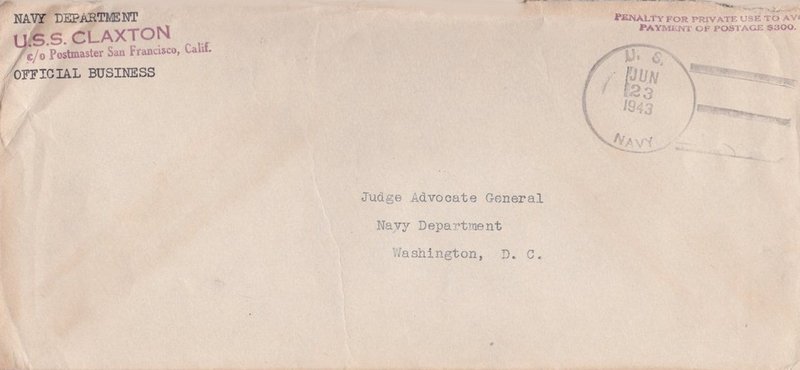 NAVY DEPARTMENT
U.S.S. CLAXTON
c/o Postmaster San Francisco, Calif.
OFFICIAL BUSINESS
PENALTY FOR PRIVATE USE TO AVO
PAYMENT OF POSTAGE $300.
U. S.
JUN
23
1943
NAVY
Judge Advocate General
Navy Department
Washington, D. C.